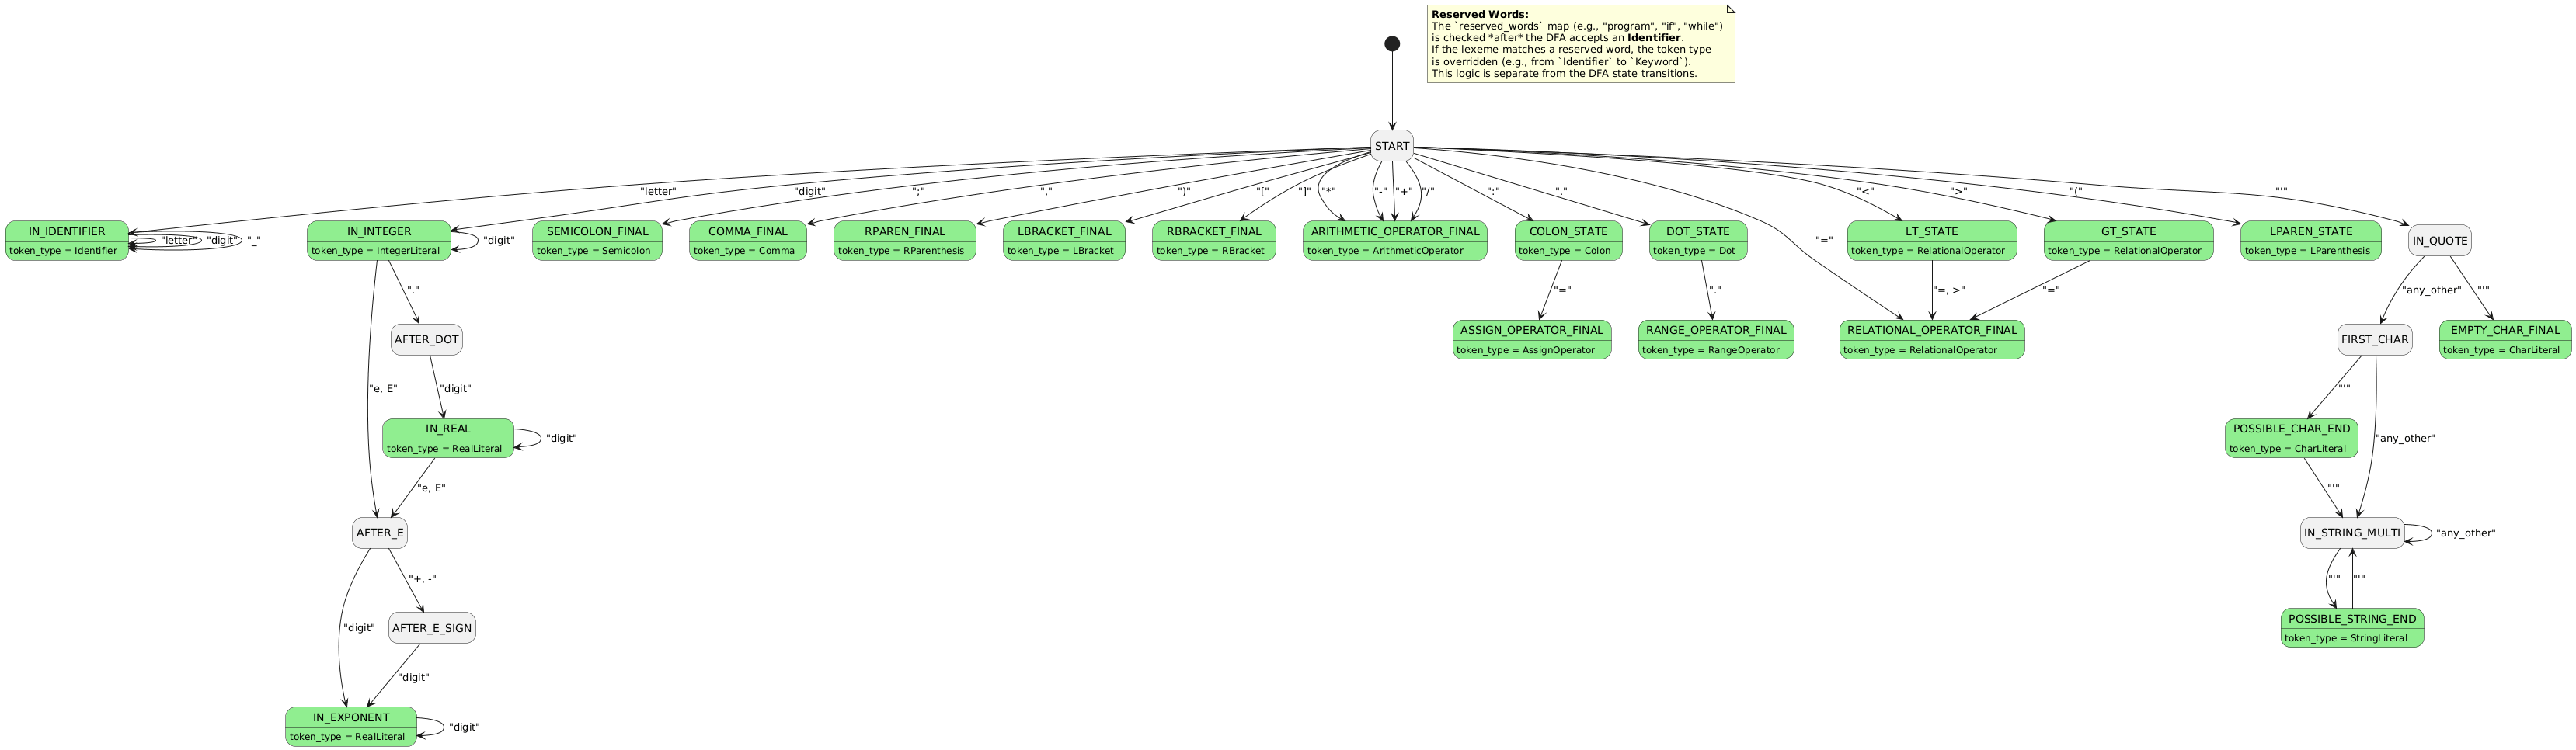 Reserved Words:
The `reserved_words` map (e.g., "program", "if", "while")
is checked *after* the DFA accepts an Identifier.
If the lexeme matches a reserved word, the token type
is overridden (e.g., from `Identifier` to `Keyword`).
This logic is separate from the DFA state transitions.
START
"letter"
"digit"
";"
","
")"
"["
"]"
"*"
"-"
"+"
"/"
":"
"."
"="
"<"
">"
"("
"'"
IN_IDENTIFIER
token_type = Identifier
"letter"
"digit"
"_"
IN_INTEGER
token_type = IntegerLiteral
"digit"
SEMICOLON_FINAL
token_type = Semicolon
COMMA_FINAL
token_type = Comma
RPAREN_FINAL
token_type = RParenthesis
LBRACKET_FINAL
token_type = LBracket
RBRACKET_FINAL
token_type = RBracket
ARITHMETIC_OPERATOR_FINAL
token_type = ArithmeticOperator
COLON_STATE
token_type = Colon
DOT_STATE
token_type = Dot
LT_STATE
token_type = RelationalOperator
GT_STATE
token_type = RelationalOperator
LPAREN_STATE
token_type = LParenthesis
IN_QUOTE
"."
"="
"."
"=, >"
"="
"any_other"
"'"
AFTER_DOT
ASSIGN_OPERATOR_FINAL
token_type = AssignOperator
RANGE_OPERATOR_FINAL
token_type = RangeOperator
RELATIONAL_OPERATOR_FINAL
token_type = RelationalOperator
FIRST_CHAR
EMPTY_CHAR_FINAL
token_type = CharLiteral
"e, E"
"digit"
"'"
"any_other"
IN_REAL
token_type = RealLiteral
"digit"
POSSIBLE_CHAR_END
token_type = CharLiteral
"e, E"
"'"
AFTER_E
IN_STRING_MULTI
"any_other"
"+, -"
"'"
"'"
"digit"
AFTER_E_SIGN
POSSIBLE_STRING_END
token_type = StringLiteral
"digit"
IN_EXPONENT
token_type = RealLiteral
"digit"